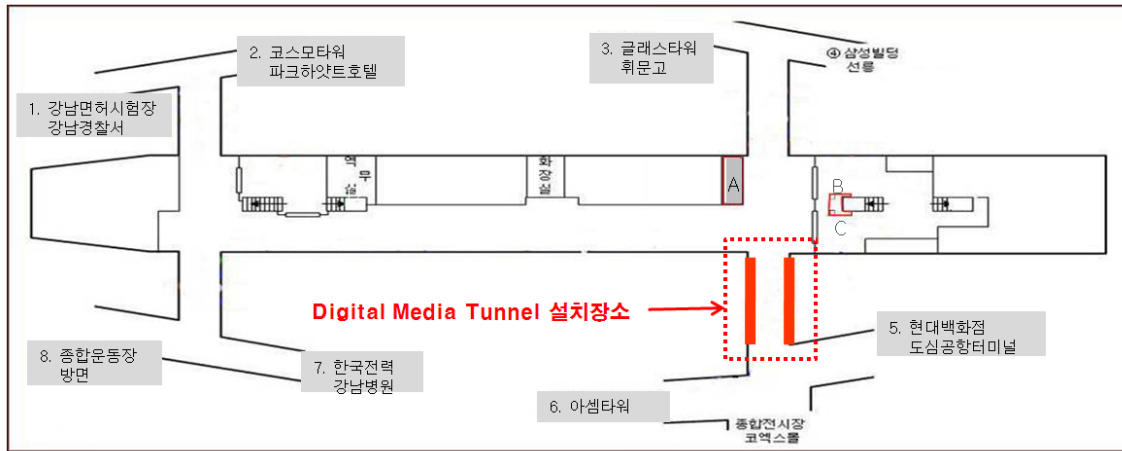 2. 코스모타워
파크하얏트호텔
3. 글래스타워
휘문고
④ 삼성빌딩
선릉
1. 강남면허시험장
강남경찰서
역무실
화장실
A
B
C
Digital Media Tunnel 설치장소
5. 현대백화점
도심공항터미널
8. 종합운동장
방면
7. 한국전력
강남병원
6. 아셈타워
종합전시장
코엑스몰